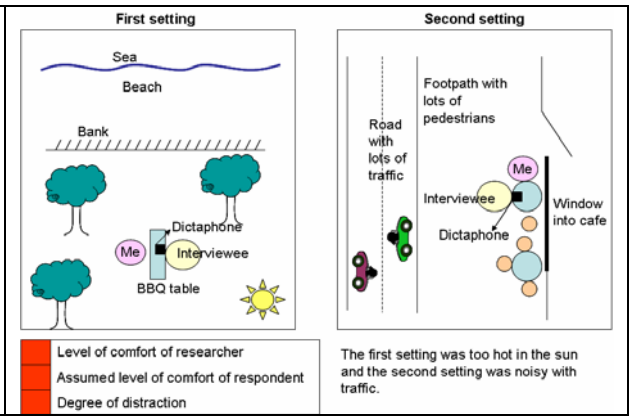 First setting
Sea
Beach
Bank
Dictaphone
Me
Interviewee
BBQ table
Level of comfort of researcher
Assumed level of comfort of respondent
Degree of distraction
Second setting
Footpath with
lots of
pedestrians
Road
with
lots of
traffic
Me
Interviewee
Window
into cafe
Dictaphone
The first setting was too hot in the sun
and the second setting was noisy with
traffic.